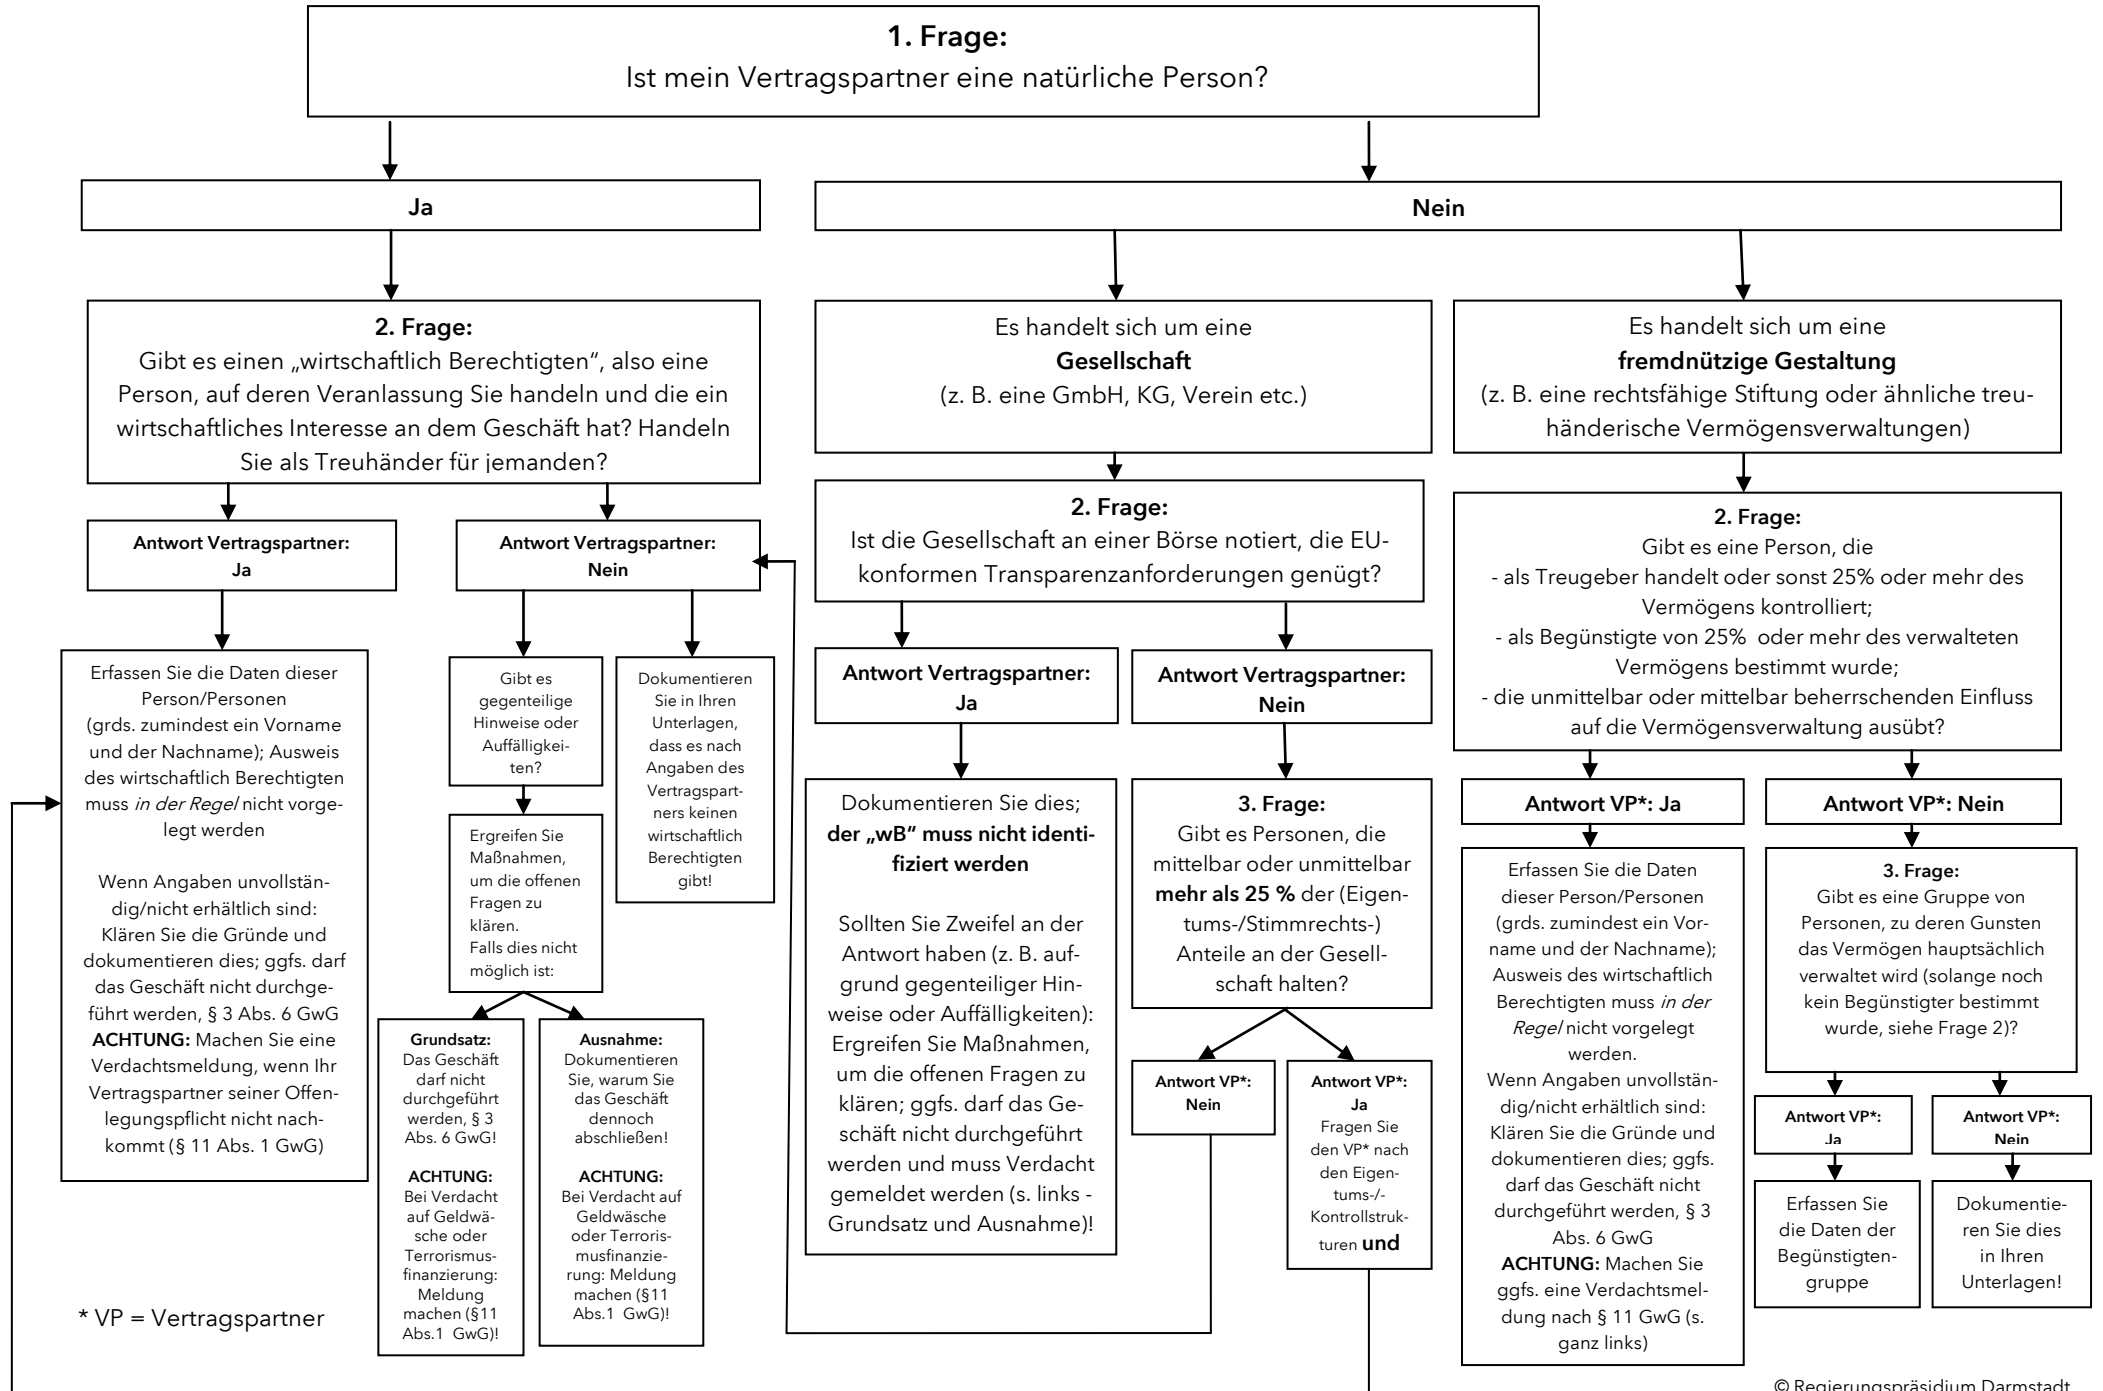 1. Frage:
Ist mein Vertragspartner eine natürliche Person?
Ja
Nein
2. Frage:
Gibt es einen „wirtschaftlich Berechtigten“, also eine
Person, auf deren Veranlassung Sie handeln und die ein
wirtschaftliches Interesse an dem Geschäft hat? Handeln
Sie als Treuhänder für jemanden?
Es handelt sich um eine
Gesellschaft
(z. B. eine GmbH, KG, Verein etc.)
Es handelt sich um eine
fremdnützige Gestaltung
(z. B. eine rechtsfähige Stiftung oder ähnliche treu-
händerische Vermögensverwaltungen)
Antwort Vertragspartner:
Ja
Antwort Vertragspartner:
Nein
2. Frage:
Ist die Gesellschaft an einer Börse notiert, die EU-
konformen Transparenzanforderungen genügt?
2. Frage:
Gibt es eine Person, die
- als Treugeber handelt oder sonst 25% oder mehr des
Vermögens kontrolliert;
- als Begünstigte von 25% oder mehr des verwalteten
Vermögens bestimmt wurde;
- die unmittelbar oder mittelbar beherrschenden Einfluss
auf die Vermögensverwaltung ausübt?
Erfassen Sie die Daten dieser
Person/Personen
(grds. zumindest ein Vorname
und der Nachname); Ausweis
des wirtschaftlich Berechtigten
muss in der Regel nicht vorge-
legt werden
Wenn Angaben unvollstän-
dig/nicht erhältlich sind:
Klären Sie die Gründe und
dokumentieren dies; ggfs. darf
das Geschäft nicht durchge-
führt werden, § 3 Abs. 6 GwG
ACHTUNG: Machen Sie eine
Verdachtsmeldung, wenn Ihr
Vertragspartner seiner Offen-
legungspflicht nicht nach-
kommt (§ 11 Abs. 1 GwG)
Gibt es
gegenteilige
Hinweise oder
Auffälligkei-
ten?
Dokumentieren
Sie in Ihren
Unterlagen,
dass es nach
Angaben des
Vertragspart-
ners keinen
wirtschaftlich
Berechtigten
gibt!
Ergreifen Sie
Maßnahmen,
um die offenen
Fragen zu
klären.
Falls dies nicht
möglich ist:
Grundsatz:
Das Geschäft
darf nicht
durchgeführt
werden, § 3
Abs. 6 GwG!
ACHTUNG:
Bei Verdacht
auf Geldwä-
sche oder
Terrorismus-
finanzierung:
Meldung
machen (§11
Abs.1 GwG)!
Ausnahme:
Dokumentieren
Sie, warum Sie
das Geschäft
dennoch
abschließen!
ACHTUNG:
Bei Verdacht auf
Geldwäsche
oder Terroris-
musfinanzie-
rung: Meldung
machen (§11
Abs.1 GwG)!
Antwort Vertragspartner:
Ja
Antwort Vertragspartner:
Nein
Dokumentieren Sie dies;
der „wB“ muss nicht identi-
fiziert werden
Sollten Sie Zweifel an der
Antwort haben (z. B. auf-
grund gegenteiliger Hin-
weise oder Auffälligkeiten):
Ergreifen Sie Maßnahmen,
um die offenen Fragen zu
klären; ggfs. darf das Ge-
schäft nicht durchgeführt
werden und muss Verdacht
gemeldet werden (s. links -
Grundsatz und Ausnahme)!
3. Frage:
Gibt es Personen, die
mittelbar oder unmittelbar
mehr als 25 % der (Eigen-
tums-/Stimmrechts-)
Anteile an der Gesell-
schaft halten?
Antwort VP*:
Nein
Antwort VP*:
Ja
Fragen Sie
den VP* nach
den Eigen-
tums-/-
Kontrollstruk-
turen und
Antwort VP*: Ja
Antwort VP*: Nein
Erfassen Sie die Daten
dieser Person/Personen
(grds. zumindest ein Vor-
name und der Nachname);
Ausweis des wirtschaftlich
Berechtigten muss in der
Regel nicht vorgelegt
werden.
Wenn Angaben unvollstän-
dig/nicht erhältlich sind:
Klären Sie die Gründe und
dokumentieren dies; ggfs.
darf das Geschäft nicht
durchgeführt werden, § 3
Abs. 6 GwG
ACHTUNG: Machen Sie
ggfs. eine Verdachtsmel-
dung nach § 11 GwG (s.
ganz links)
3. Frage:
Gibt es eine Gruppe von
Personen, zu deren Gunsten
das Vermögen hauptsächlich
verwaltet wird (solange noch
kein Begünstigter bestimmt
wurde, siehe Frage 2)?
Antwort VP*:
Ja
Antwort VP*:
Nein
Erfassen Sie
die Daten der
Begünstigten-
gruppe
Dokumentie-
ren Sie dies
in Ihren
Unterlagen!
* VP = Vertragspartner
© Regierungspräsidium Darmstadt